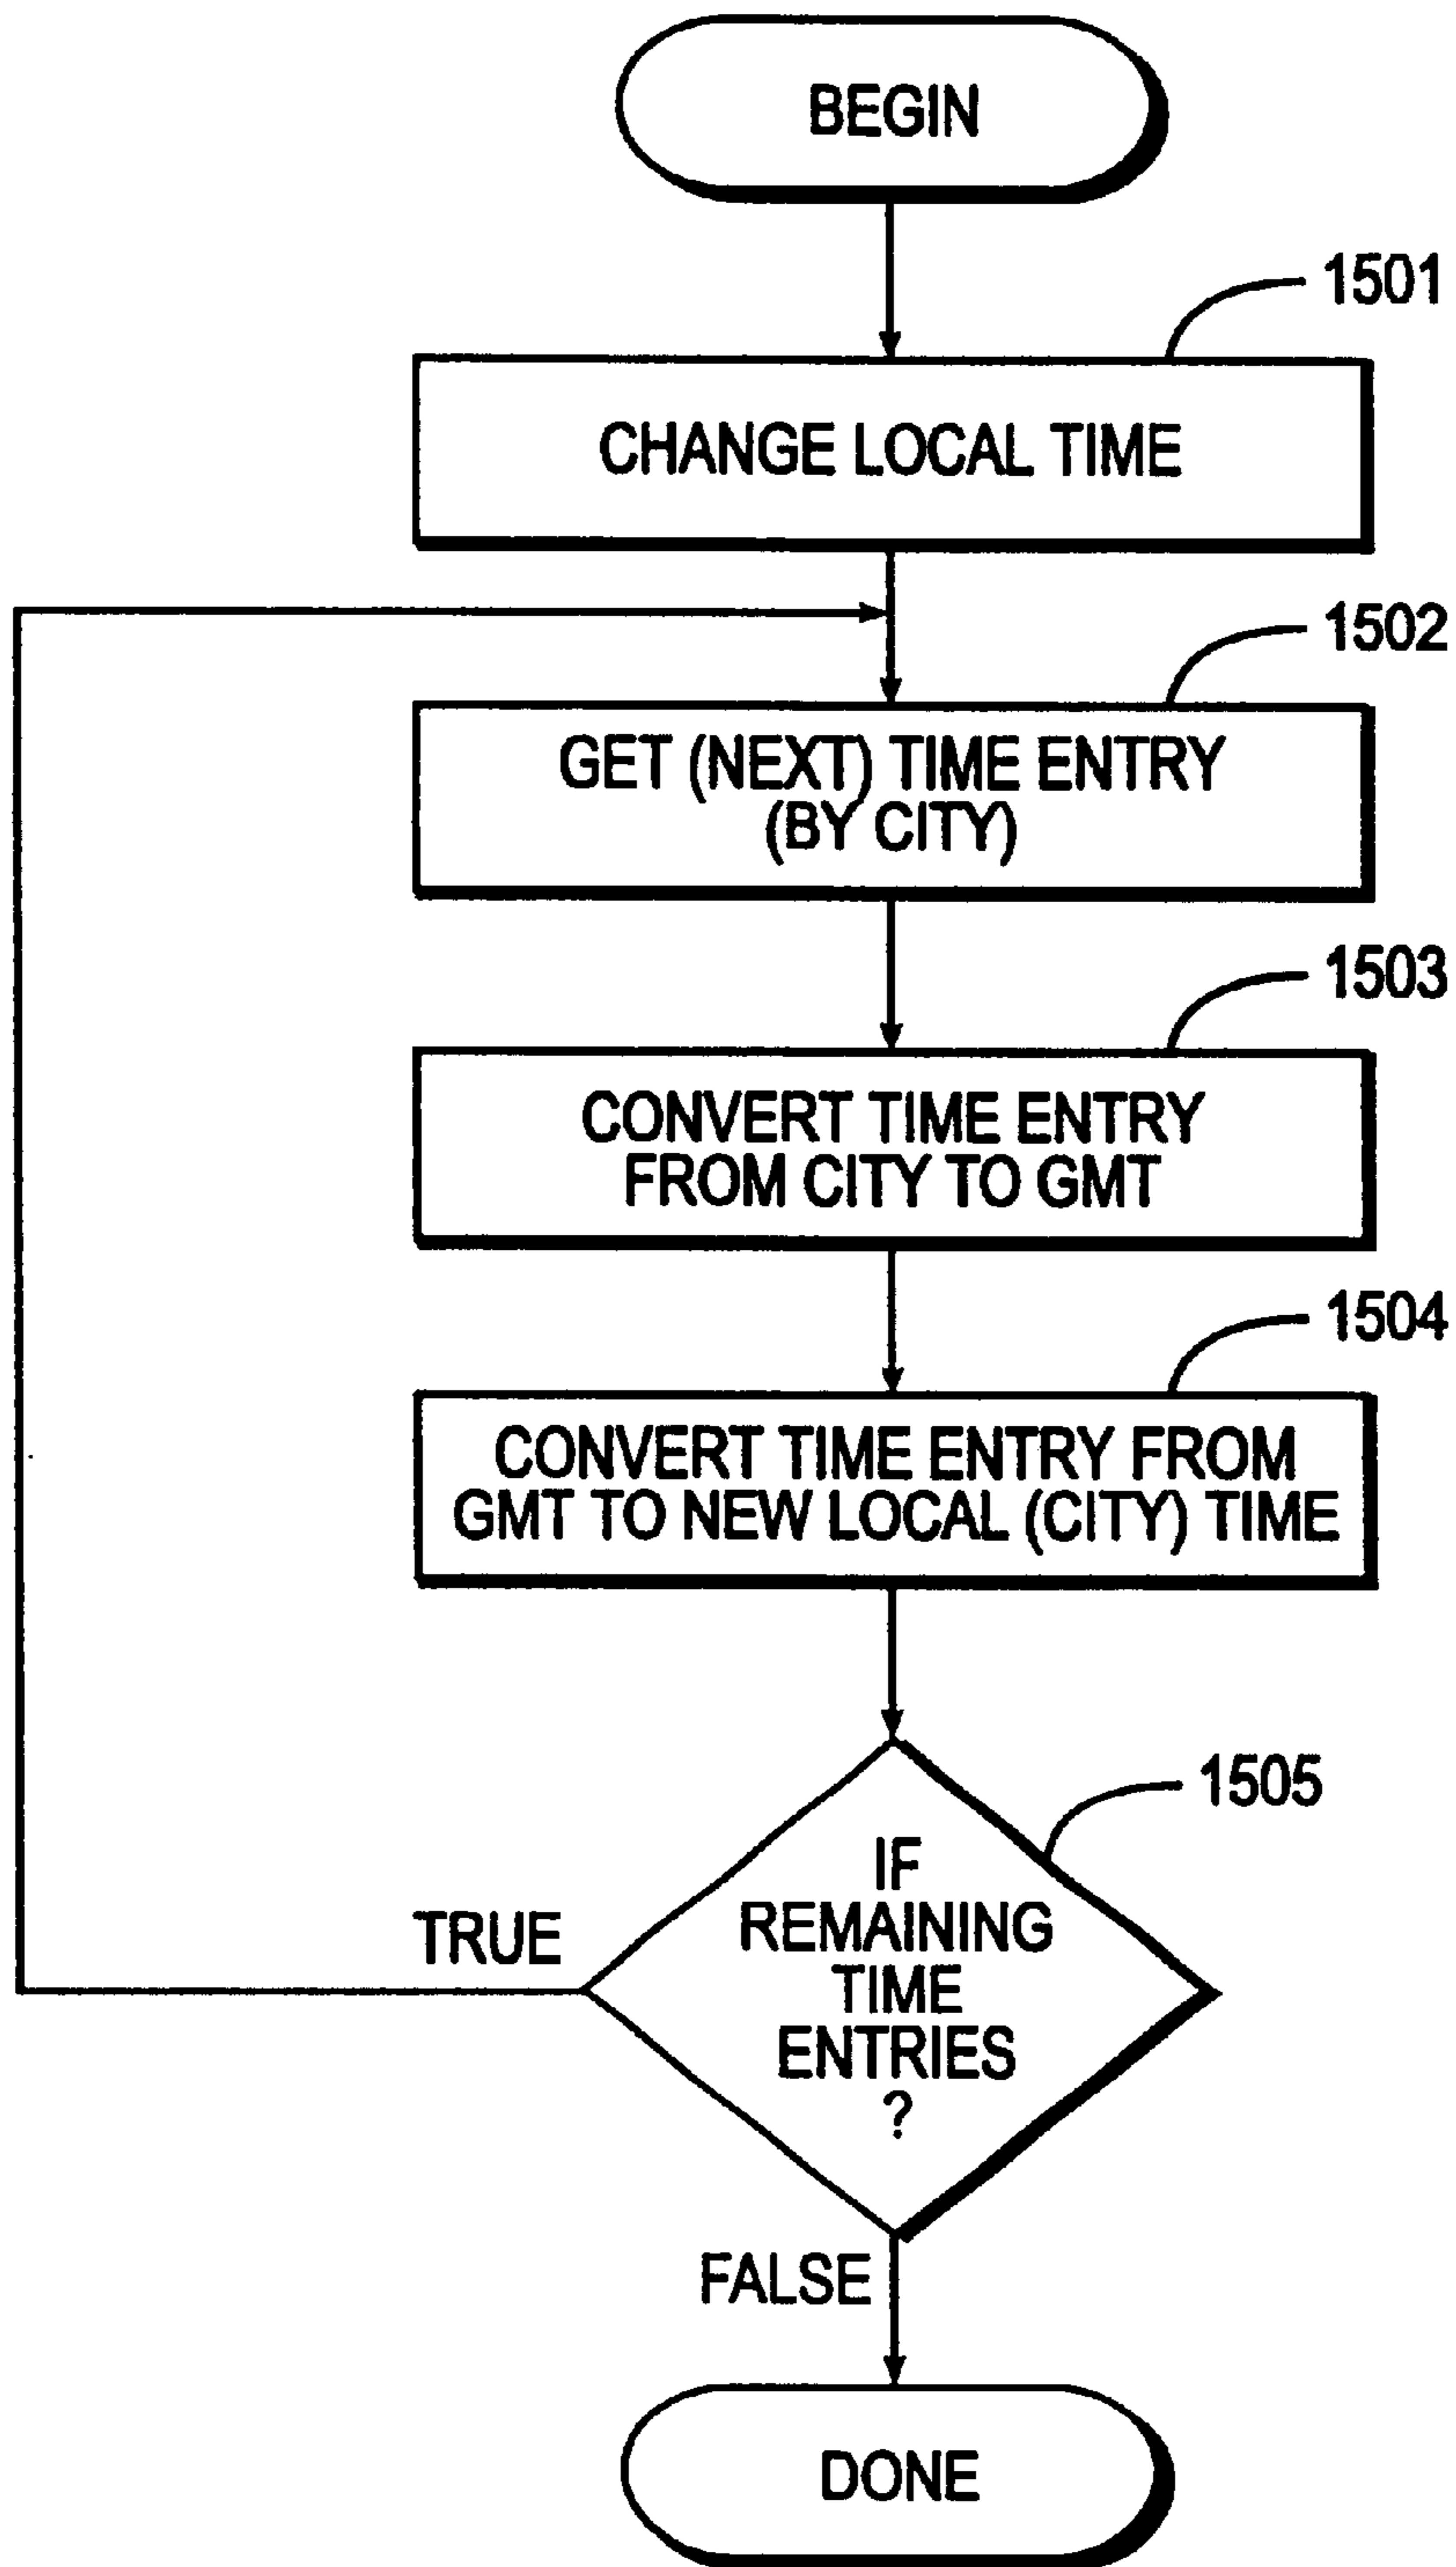 BEGIN
1501
CHANGE LOCAL TIME
1502
GET (NEXT) TIME ENTRY
(BY CITY)
1503
CONVERT TIME ENTRY
FROM CITY TO GMT
1504
CONVERT TIME ENTRY FROM
GMT TO NEW LOCAL (CITY) TIME
1505
IF
REMAINING
TIME
ENTRIES
?
TRUE
FALSE
DONE